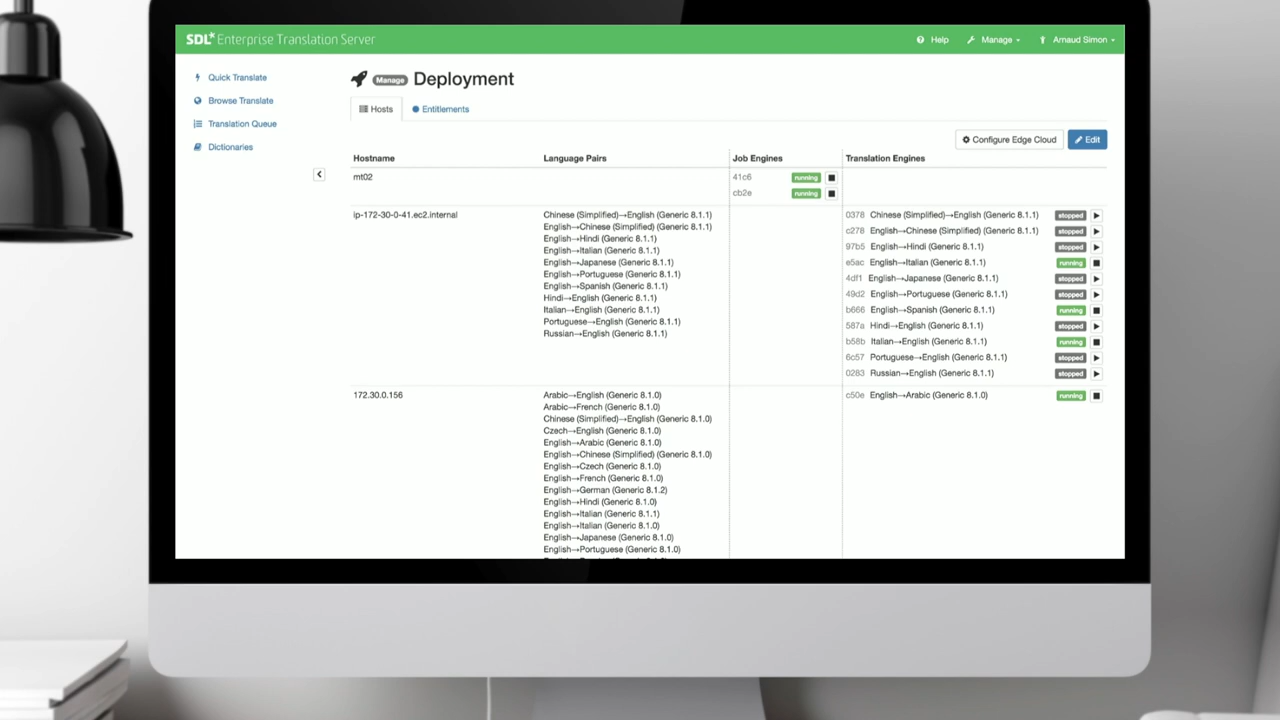 SDL* Enterprise Translation Server
Help Manage Arnaud Simon
Quick Translate
Browse Translate
Translation Queue
Dictionaries
Manage Deployment
Hosts Entitlements
Configure Edge Cloud Edit
Hostname Language Pairs Job Engines Translation Engines
mt02
41c6 running
cb2e running
ip-172-30-0-41.ec2.internal
Chinese (Simplified)→English (Generic 8.1.1)
English→Chinese (Simplified) (Generic 8.1.1)
English→Hindi (Generic 8.1.1)
English→Italian (Generic 8.1.1)
English→Japanese (Generic 8.1.1)
English→Portuguese (Generic 8.1.1)
English→Spanish (Generic 8.1.1)
Hindi→English (Generic 8.1.1)
Italian→English (Generic 8.1.1)
Portuguese→English (Generic 8.1.1)
Russian→English (Generic 8.1.1)
0378 Chinese (Simplified)→English (Generic 8.1.1) stopped
c278 English→Chinese (Simplified) (Generic 8.1.1) stopped
97b5 English→Hindi (Generic 8.1.1) stopped
e5ac English→Italian (Generic 8.1.1) running
4df1 English→Japanese (Generic 8.1.1) stopped
49d2 English→Portuguese (Generic 8.1.1) stopped
b666 English→Spanish (Generic 8.1.1) running
587a Hindi→English (Generic 8.1.1) stopped
b58b Italian→English (Generic 8.1.1) running
6c57 Portuguese→English (Generic 8.1.1) stopped
0283 Russian→English (Generic 8.1.1) stopped
172.30.0.156
Arabic→English (Generic 8.1.0)
Arabic→French (Generic 8.1.0)
Chinese (Simplified)→English (Generic 8.1.0)
Czech→English (Generic 8.1.0)
English→Arabic (Generic 8.1.0)
English→Chinese (Simplified) (Generic 8.1.0)
English→Czech (Generic 8.1.0)
English→French (Generic 8.1.0)
English→German (Generic 8.1.2)
English→Hindi (Generic 8.1.0)
English→Italian (Generic 8.1.1)
English→Italian (Generic 8.1.0)
English→Japanese (Generic 8.1.0)
English→Portuguese (Generic 8.1.0)
c50e English→Arabic (Generic 8.1.0) running